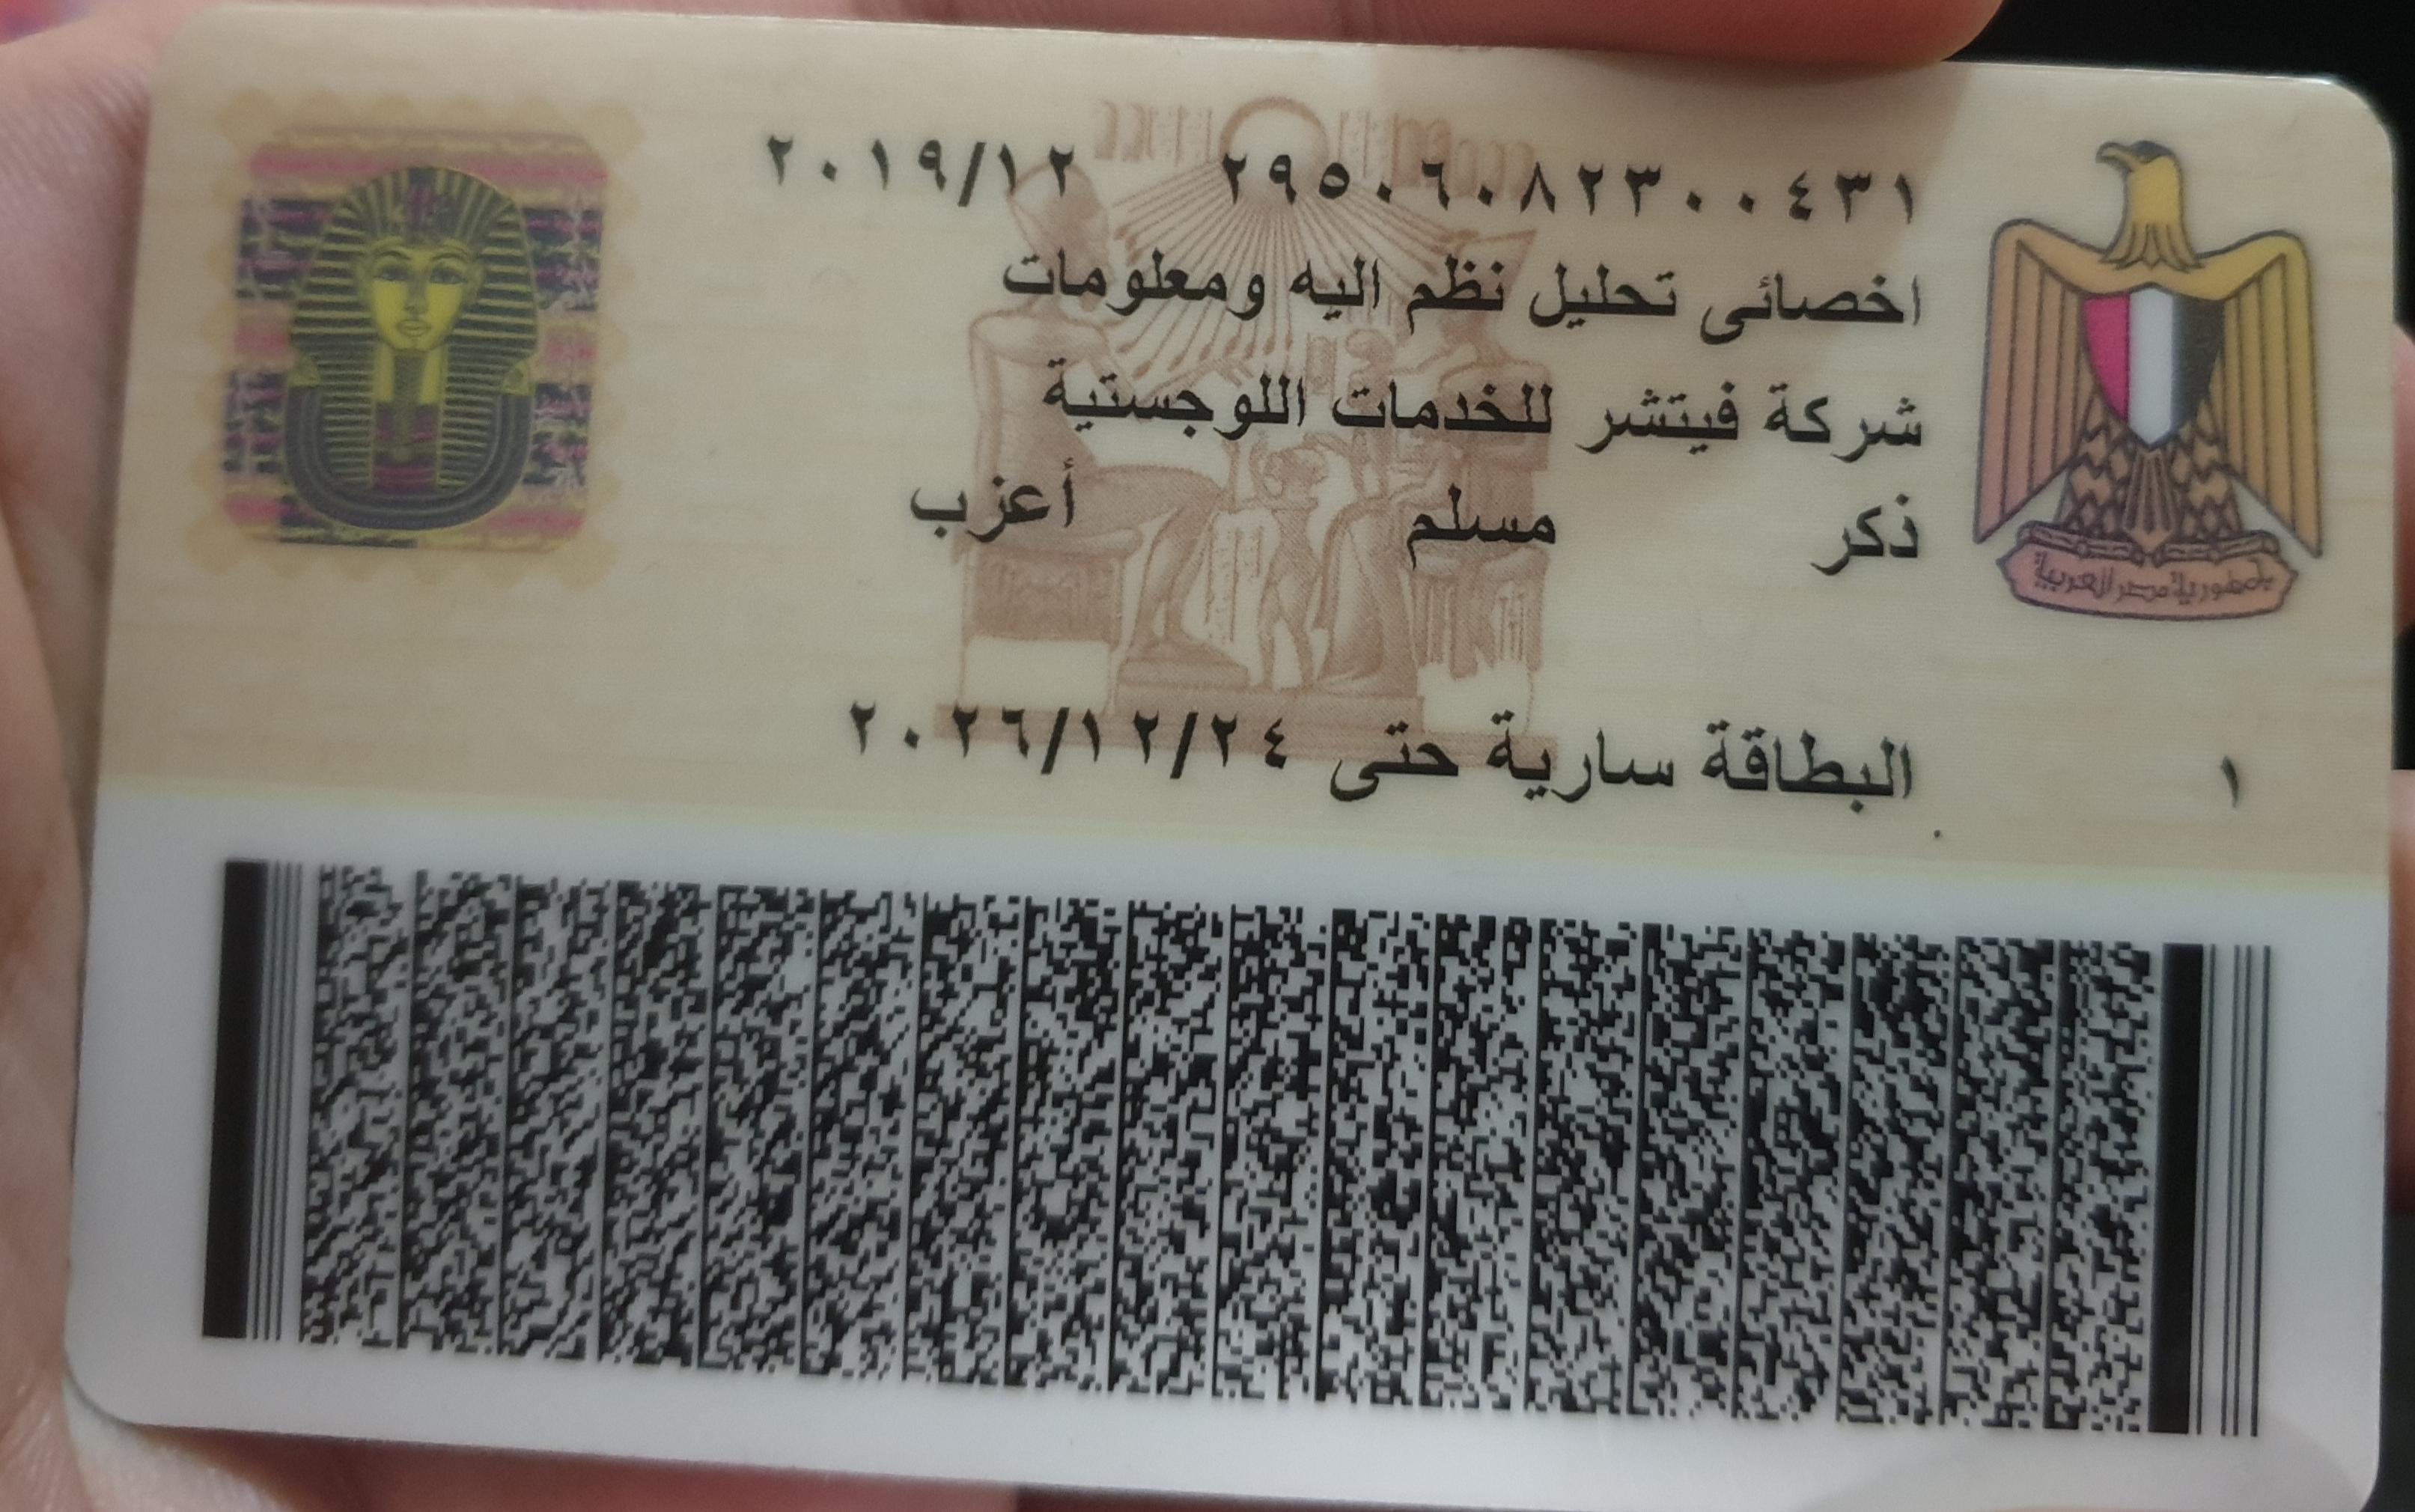 ٢٩٥٠٦٠٨٢٣٠٠٤٣١ ٢٠١٩/١٢
اخصائى تحليل نظم اليه ومعلومات
شركة فيتشر للخدمات اللوجستية
ذكر مسلم أعزب
جمهورية مصر العربية
١ البطاقة سارية حتى ٢٠٢٦/١٢/٢٤